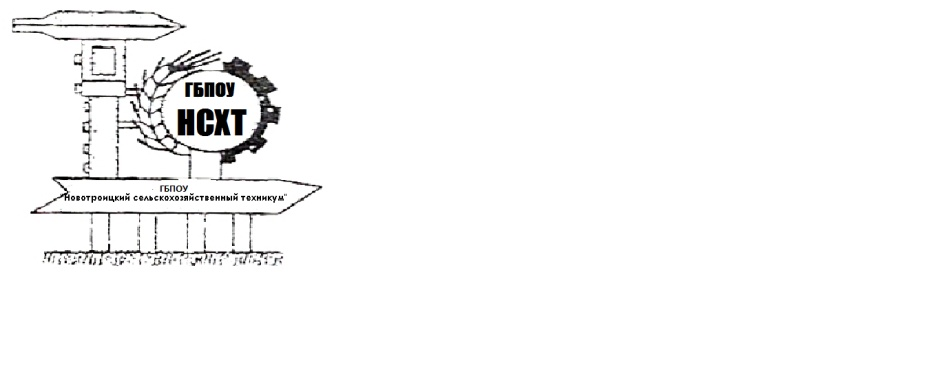 ГБПОУ
НСХТ
ГБПОУ
"Новотроицкий сельскохозяйственный техникум"